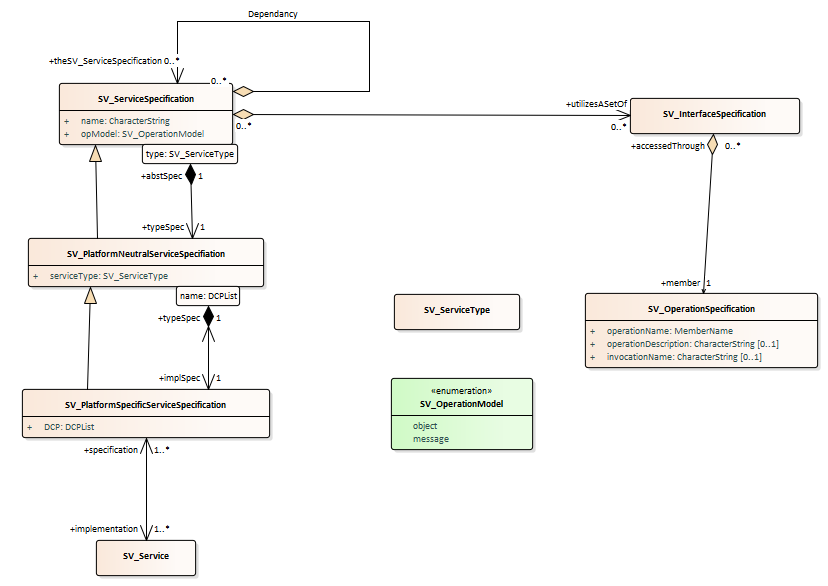 Dependancy
+theSV_ServiceSpecification 0..*
0..*
SV_ServiceSpecification
+ name: CharacterString
+ opModel: SV_OperationModel
0..*
+utilizesASetOf
0..*
SV_InterfaceSpecification
type: SV_ServiceType
+accessedThrough 0..*
+abstSpec 1
+typeSpec 1
SV_PlatformNeutralServiceSpecifiation
+ serviceType: SV_ServiceType
name: DCPList
+member 1
+typeSpec 1
SV_ServiceType
SV_OperationSpecification
+ operationName: MemberName
+ operationDescription: CharacterString [0..1]
+ invocationName: CharacterString [0..1]
+implSpec 1
SV_PlatformSpecificServiceSpecification
+ DCP: DCPList
«enumeration»
SV_OperationModel
object
message
+specification 1..*
+implementation 1..*
SV_Service